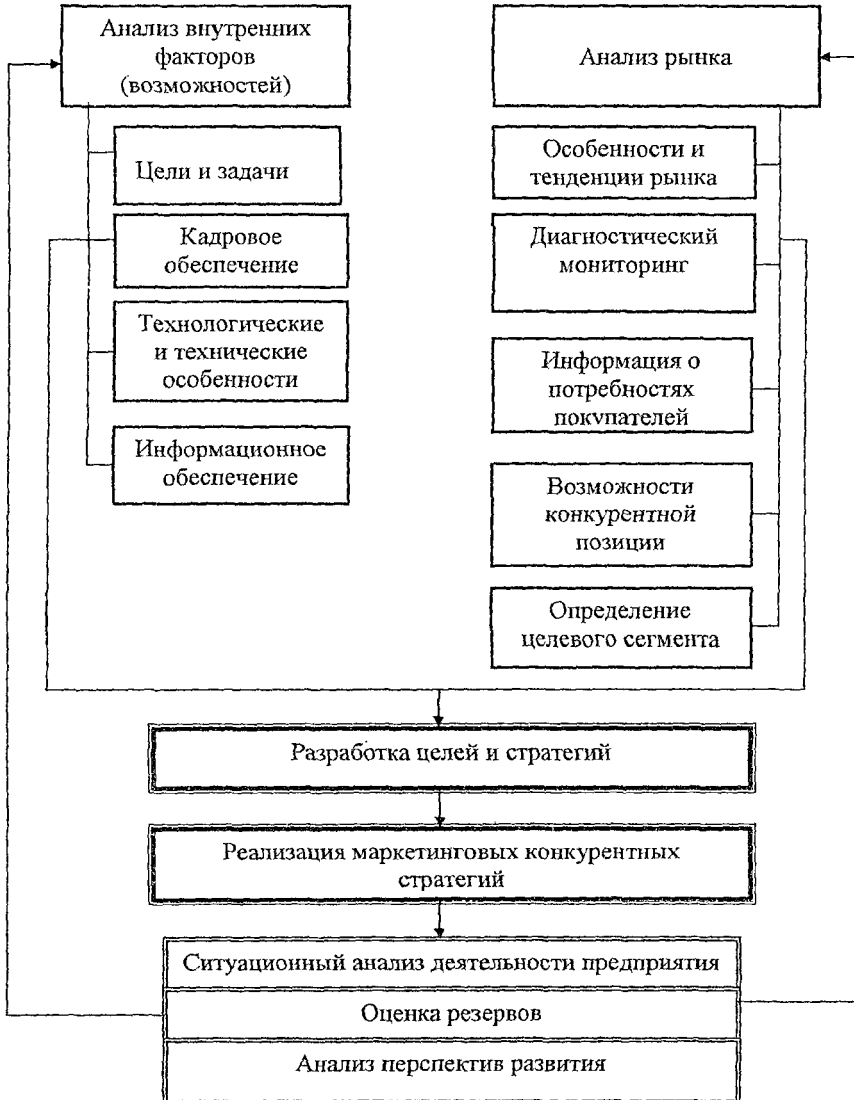 Анализ внутренних
факторов
(возможностей)
Цели и задачи
Кадровое
обеспечение
Технологические
и технические
особенности
Информационное
обеспечение
Анализ рынка
Особенности и
тенденции рынка
Диагностический
мониторинг
Информация о
потребностях
покупателей
Возможности
конкурентной
позиции
Определение
целевого сегмента
Разработка целей и стратегий
Реализация маркетинговых конкурентных
стратегий
Ситуационный анализ деятельности предприятия
Оценка резервов
Анализ перспектив развития